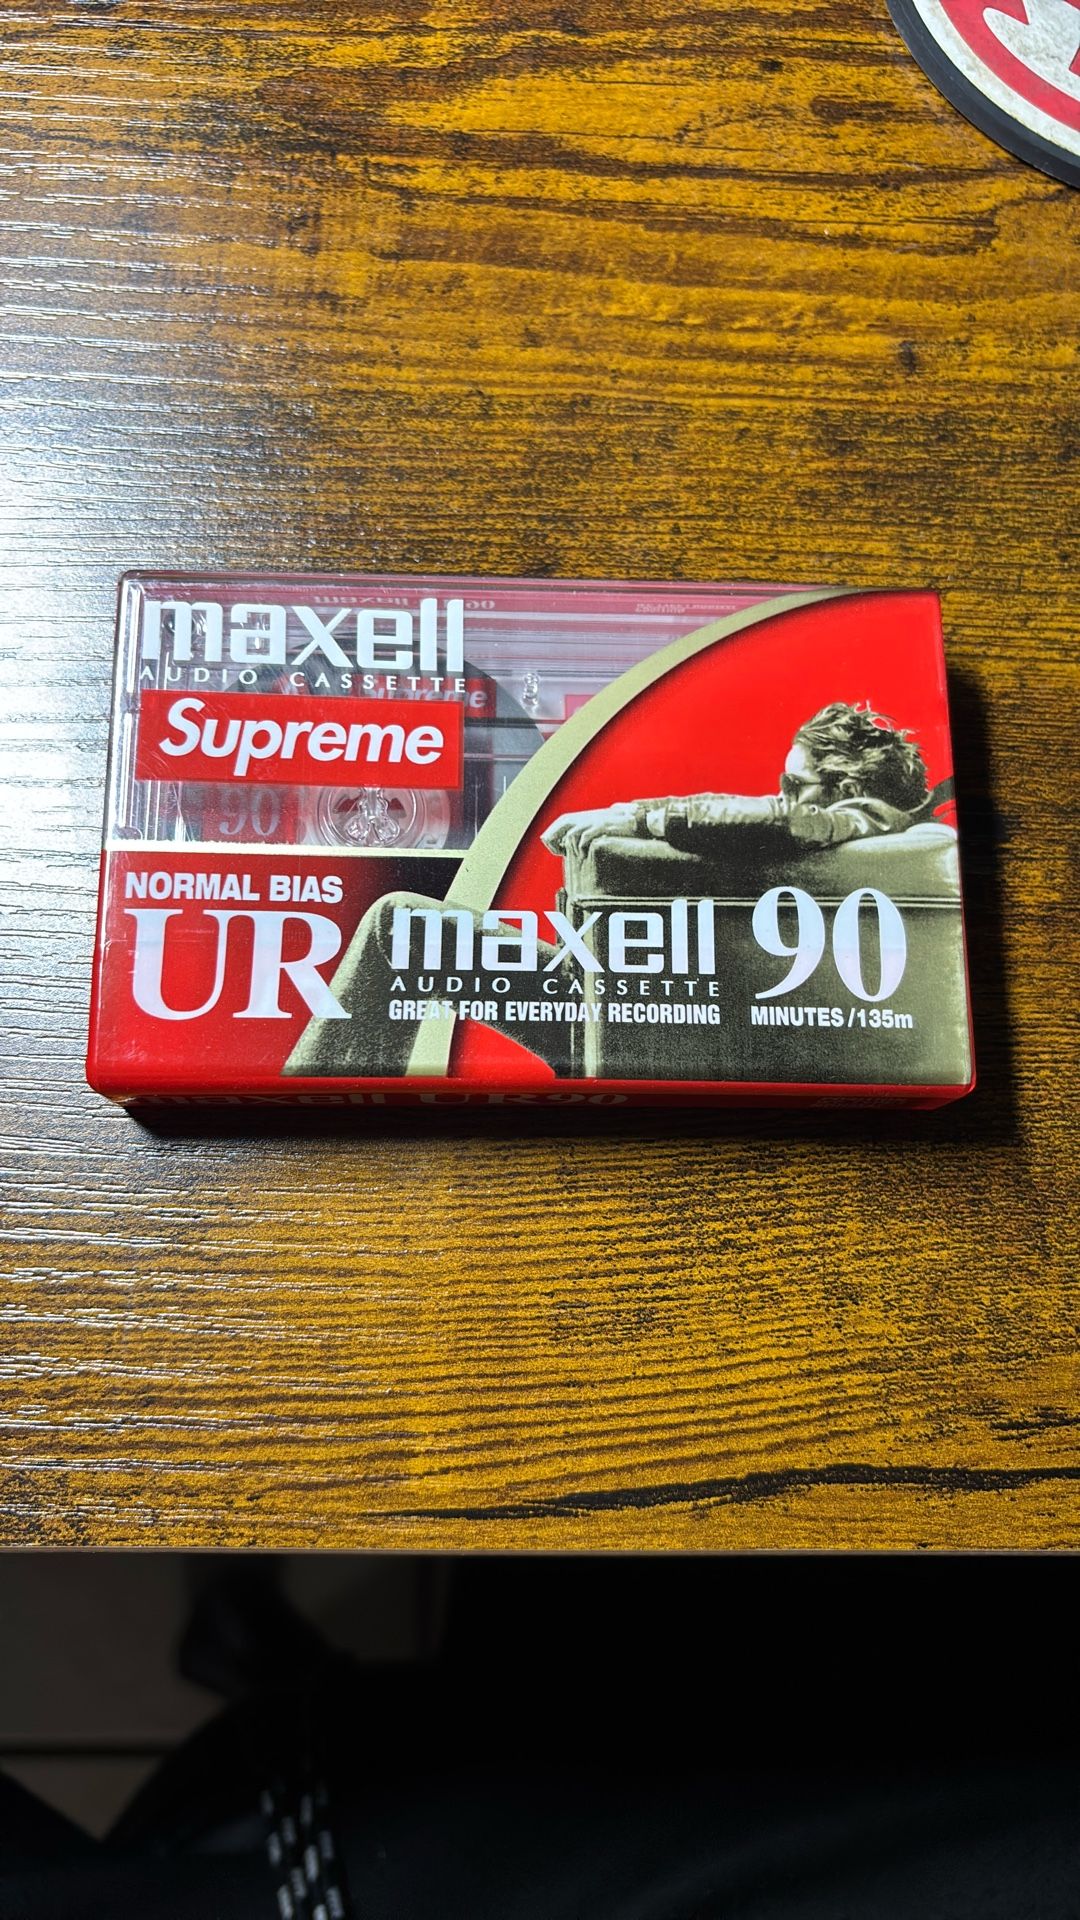 maxell
AUDIO CASSETTE
Supreme
Supreme
90
NORMAL BIAS
UR
maxell
AUDIO CASSETTE
GREAT FOR EVERYDAY RECORDING
90
MINUTES/135m
maxell UR90